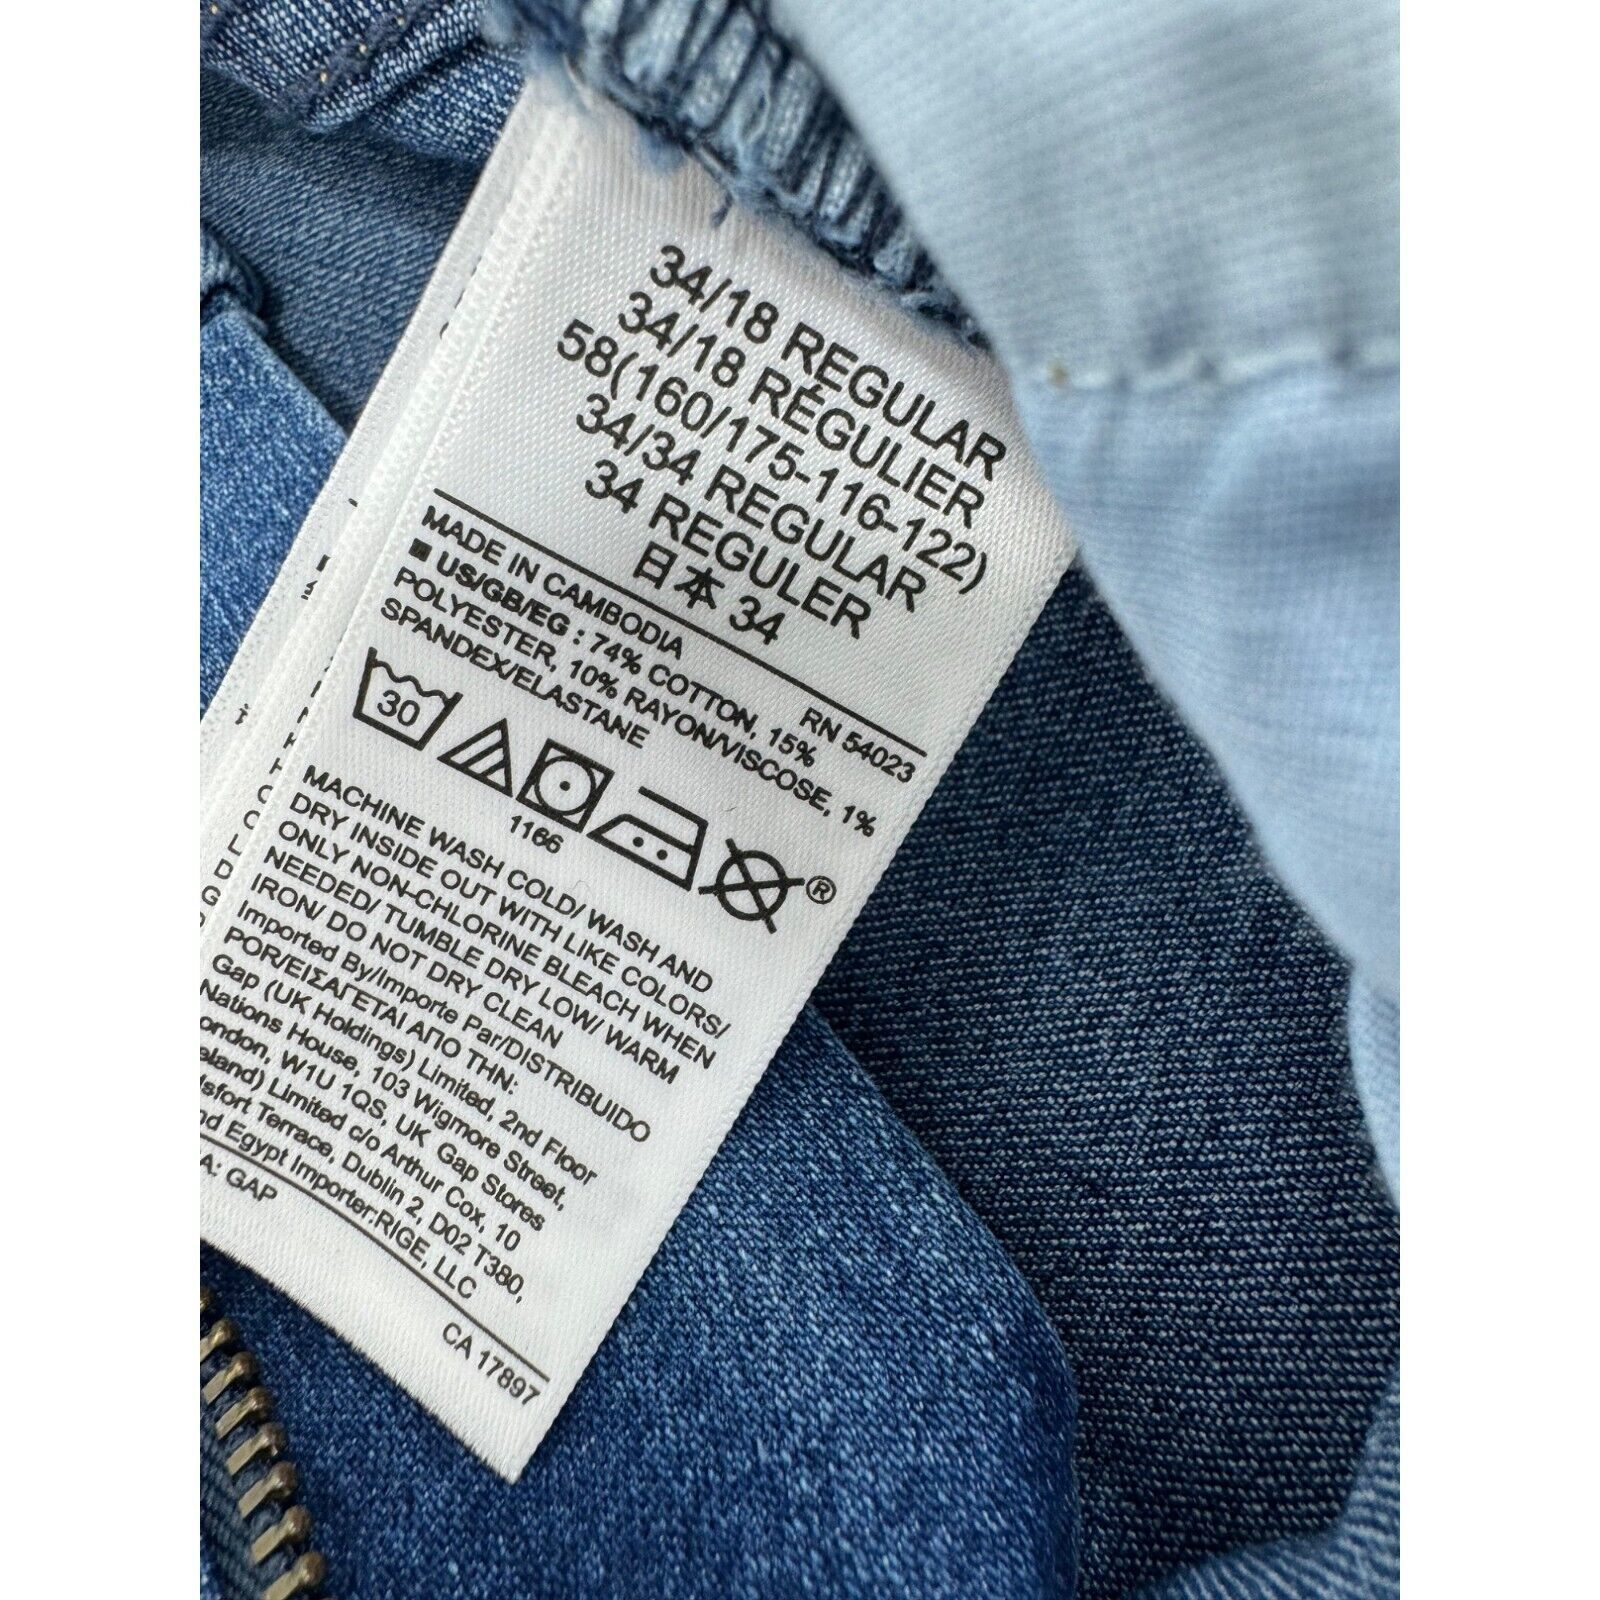 34/18 REGULAR
34/18 RÉGULIER
58(160/175-116-122)
34/34 REGULAR
34 REGULER
日本 34
MADE IN CAMBODIA
RN 54023
US/GB/EG : 74% COTTON, 15%
POLYESTER, 10% RAYON/VISCOSE, 1%
SPANDEX/ELASTANE
30
1166
®
MACHINE WASH COLD/ WASH AND
DRY INSIDE OUT WITH LIKE COLORS/
ONLY NON-CHLORINE BLEACH WHEN
NEEDED/ TUMBLE DRY LOW/ WARM
IRON/ DO NOT DRY CLEAN
Imported By/Importe Par/DISTRIBUIDO
POR/ΕΙΣΑΓΕΤΑΙ ΑΠΟ ΤΗΝ:
Gap (UK Holdings) Limited, 2nd Floor
Nations House, 103 Wigmore Street,
ondon, W1U 1QS, UK Gap Stores
eland) Limited c/o Arthur Cox, 10
lsfort Terrace, Dublin 2, D02 T380,
nd Egypt Importer:RIGE, LLC
A: GAP
CA 17897